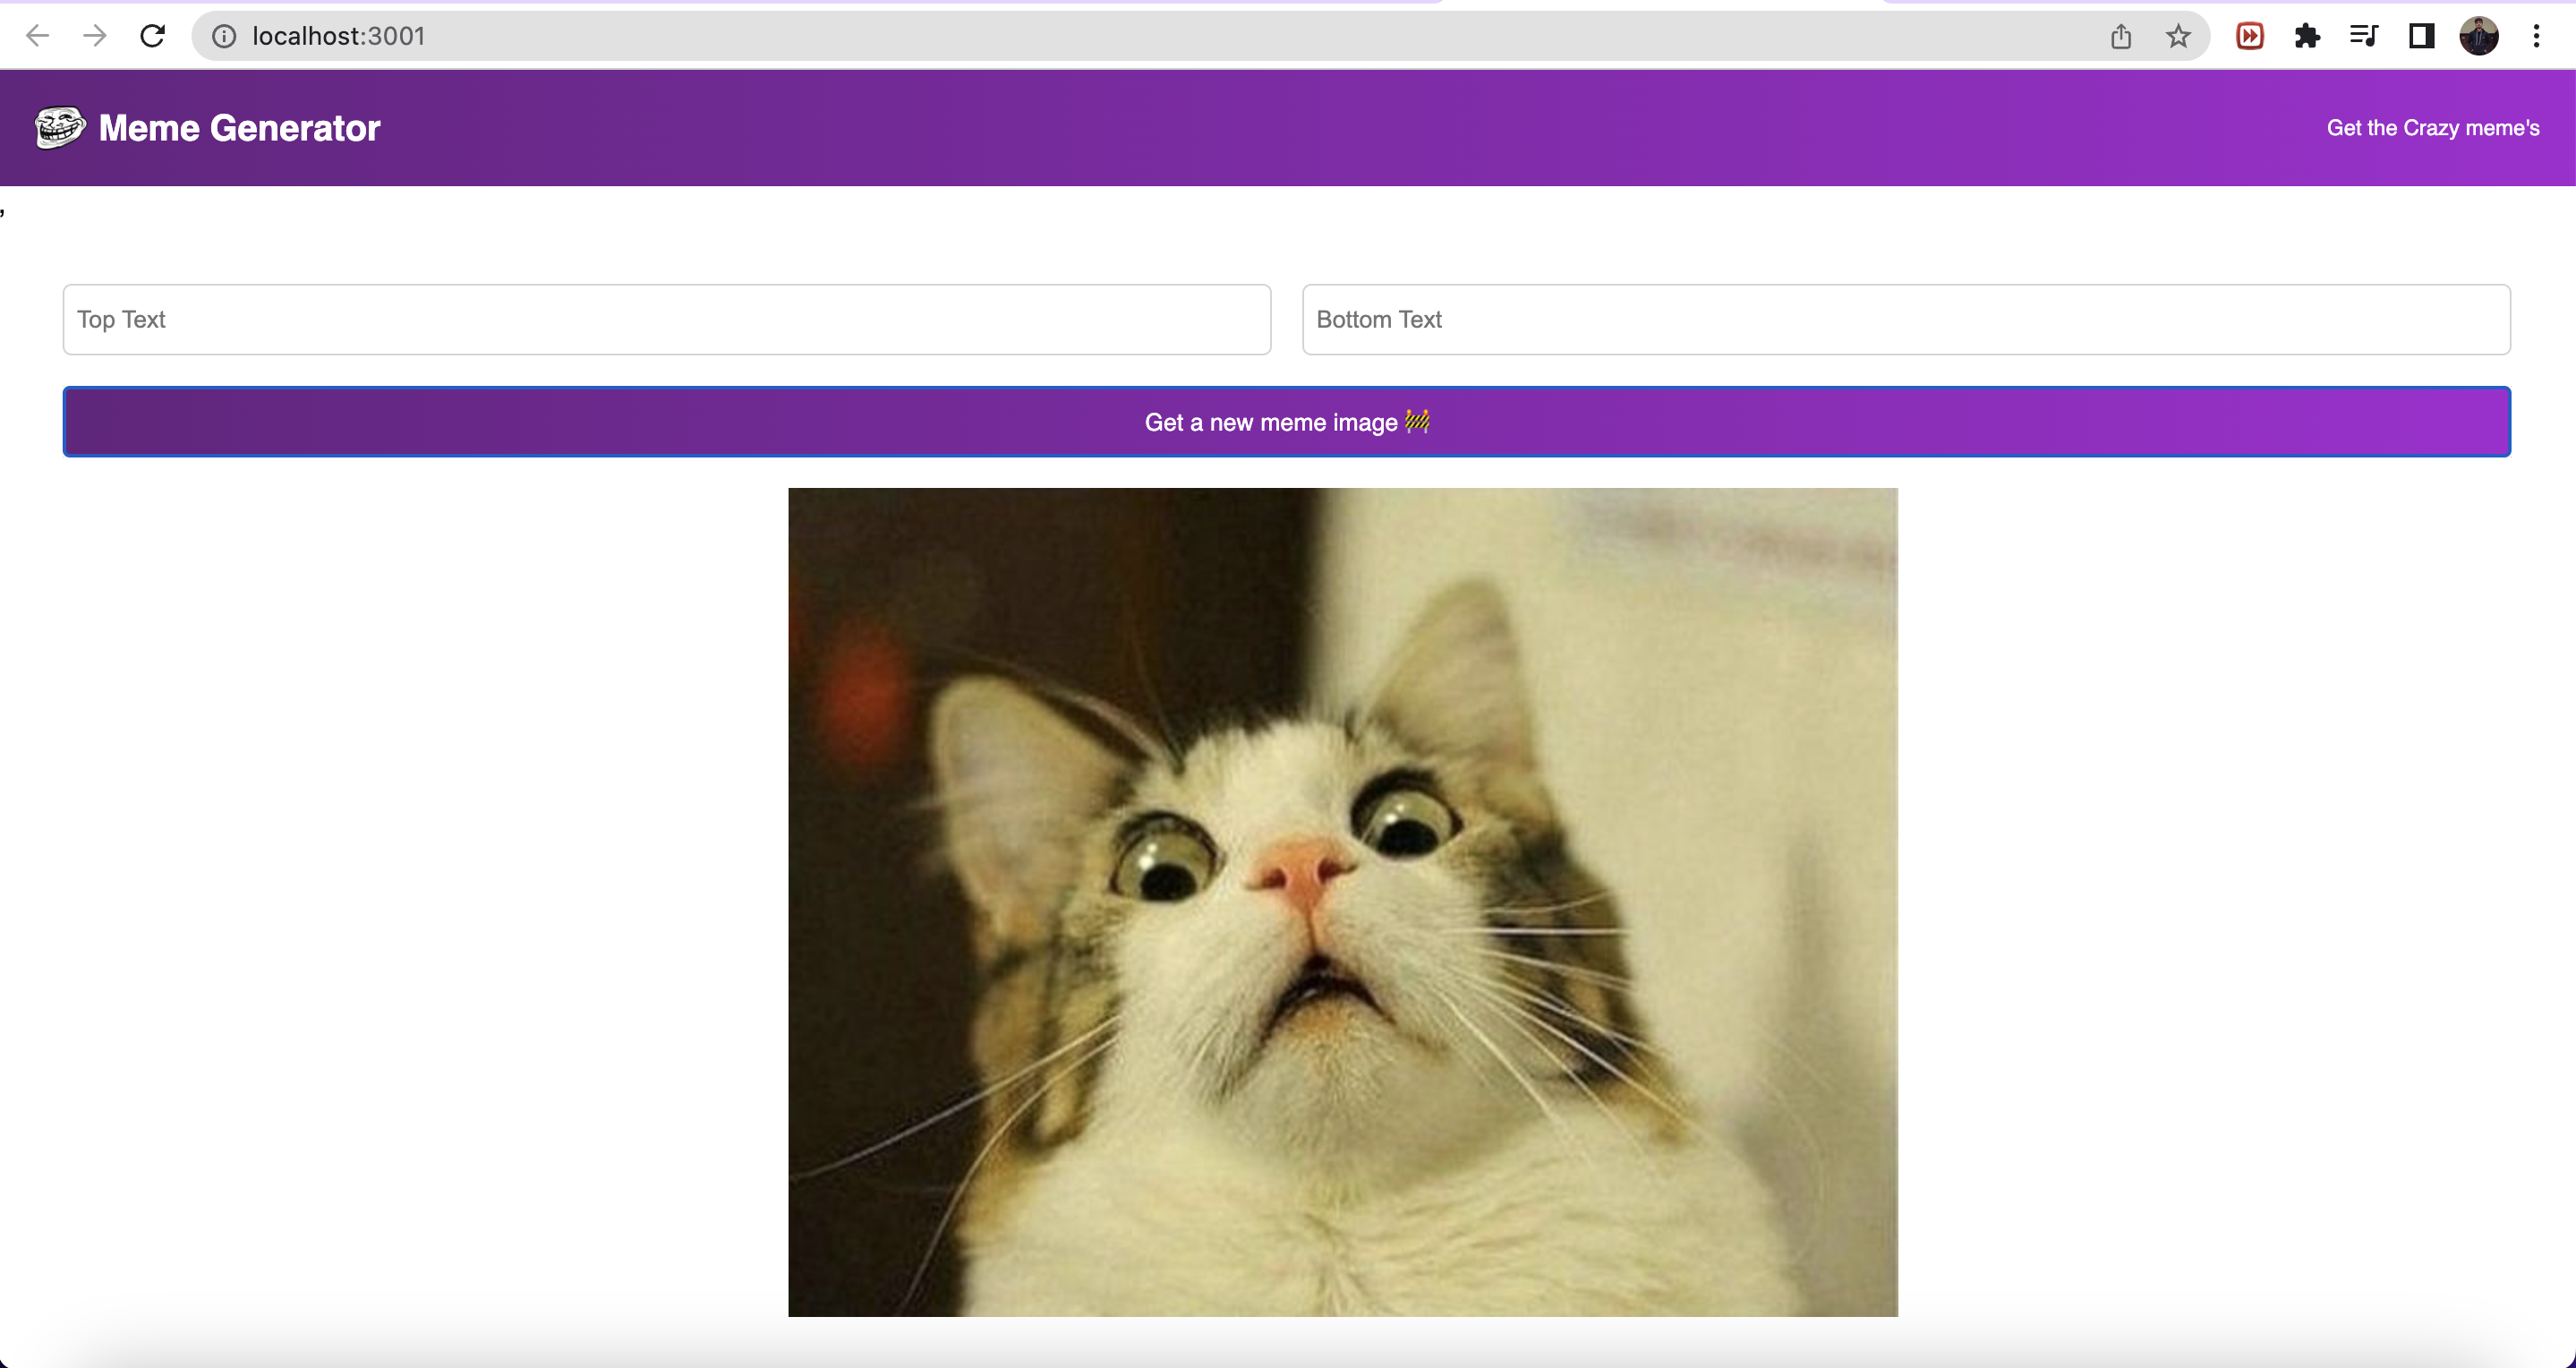 localhost:3001
Meme Generator
Get the Crazy meme's
,
Top Text
Bottom Text
Get a new meme image 🚧